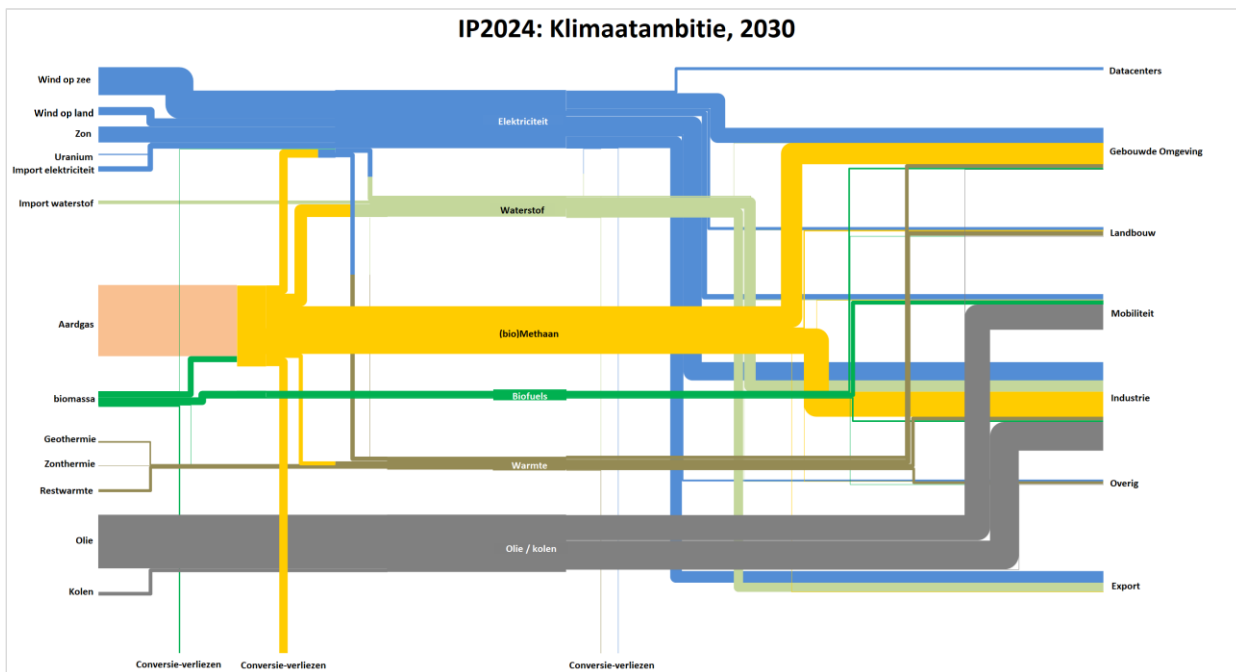 IP2024: Klimaatambitie, 2030
Wind op zee
Wind op land
Zon
Uranium
Import elektriciteit
Import waterstof
Aardgas
biomassa
Geothermie
Zonthermie
Restwarmte
Olie
Kolen
Elektriciteit
Waterstof
(bio)Methaan
Biofuels
Warmte
Olie / kolen
Datacenters
Gebouwde Omgeving
Landbouw
Mobiliteit
Industrie
Overig
Export
Conversie-verliezen
Conversie-verliezen
Conversie-verliezen